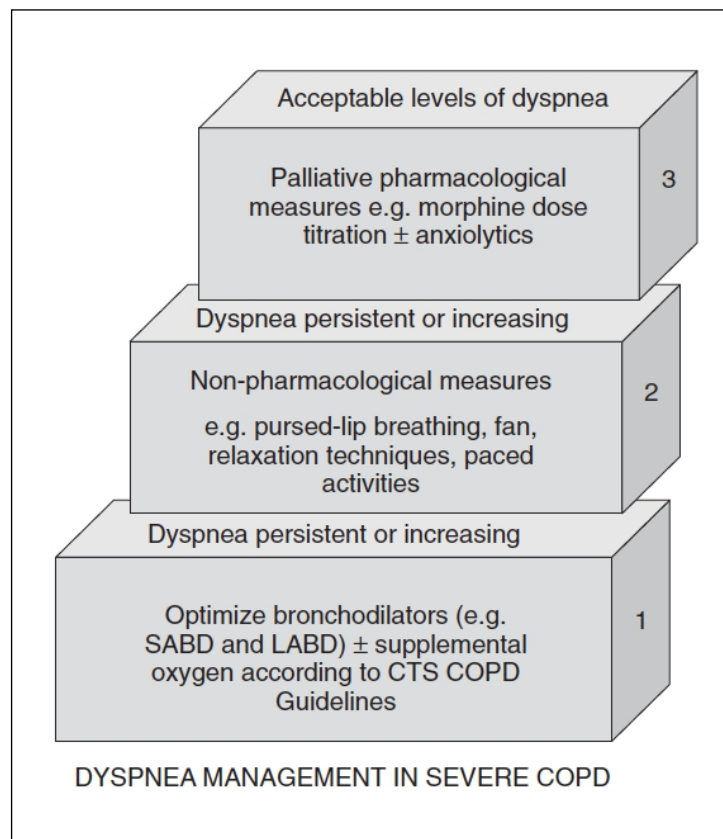 Acceptable levels of dyspnea
Palliative pharmacological
measures e.g. morphine dose
titration ± anxiolytics
3
Dyspnea persistent or increasing
Non-pharmacological measures
e.g. pursed-lip breathing, fan,
relaxation techniques, paced
activities
2
Dyspnea persistent or increasing
Optimize bronchodilators (e.g.
SABD and LABD) ± supplemental
oxygen according to CTS COPD
Guidelines
1
DYSPNEA MANAGEMENT IN SEVERE COPD